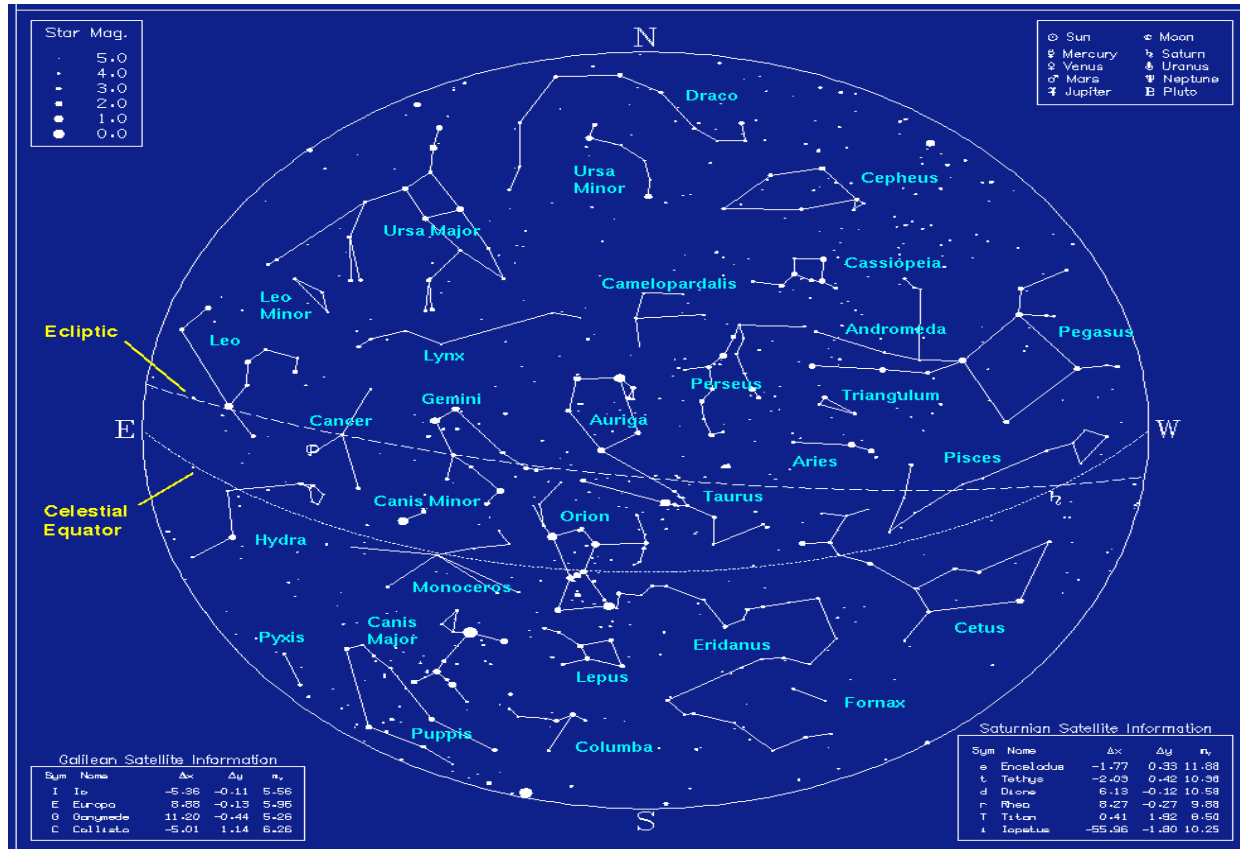 Star Mag.
5.0
4.0
3.0
2.0
1.0
0.0
N
Sun Moon
Mercury Saturn
Venus Uranus
Mars Neptune
Jupiter Pluto
Draco
Ursa
Minor
Cepheus
Ursa Major
Cassiopeia
Camelopardalis
Leo
Minor
Ecliptic
Leo
Lynx
Andromeda
Pegasus
Perseus
Triangulum
Gemini
Cancer
Auriga
E
W
Aries
Pisces
Canis Minor
Taurus
Celestial
Equator
Orion
Hydra
Monoceros
Canis
Major
Pyxis
Eridanus
Cetus
Lepus
Fornax
Puppis
Columba
S
Galilean Satellite Information
Sym Name Δx Δy mv
I Io -5.36 -0.11 5.56
E Europa 8.88 -0.13 5.96
G Ganymede 11.20 -0.44 5.26
C Callisto -5.01 1.14 6.26
Saturnian Satellite Information
Sym Name Δx Δy mv
e Enceladus -1.77 0.33 11.88
t Tethys -2.09 0.42 10.38
d Dione 6.13 -0.12 10.58
r Rhea 8.27 -0.27 9.88
T Titan 0.41 1.92 8.50
i Iapetus -55.96 -1.80 10.25